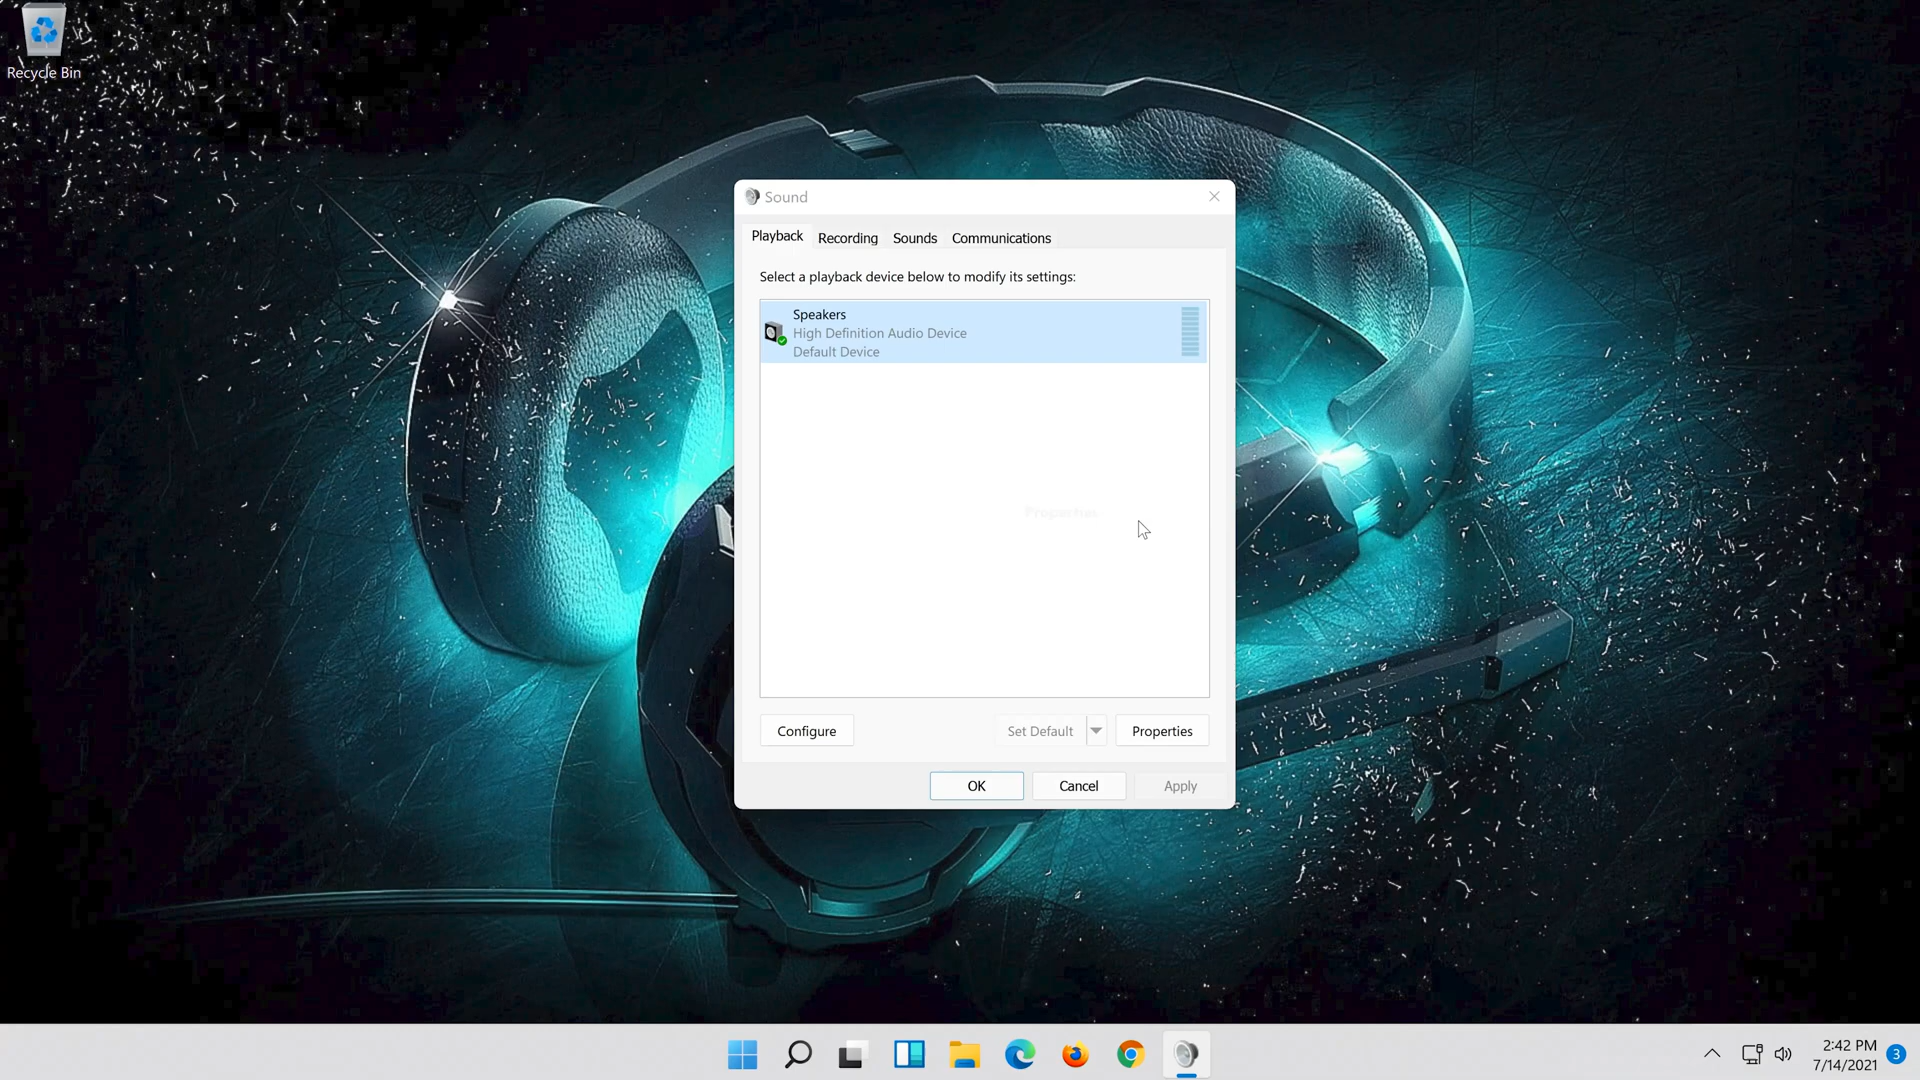 Recycle Bin
Sound
Playback
Recording
Sounds
Communications
Select a playback device below to modify its settings:
Speakers
High Definition Audio Device
Default Device
Properties
Configure
Set Default
Properties
OK
Cancel
Apply
2:42 PM
7/14/2021
3